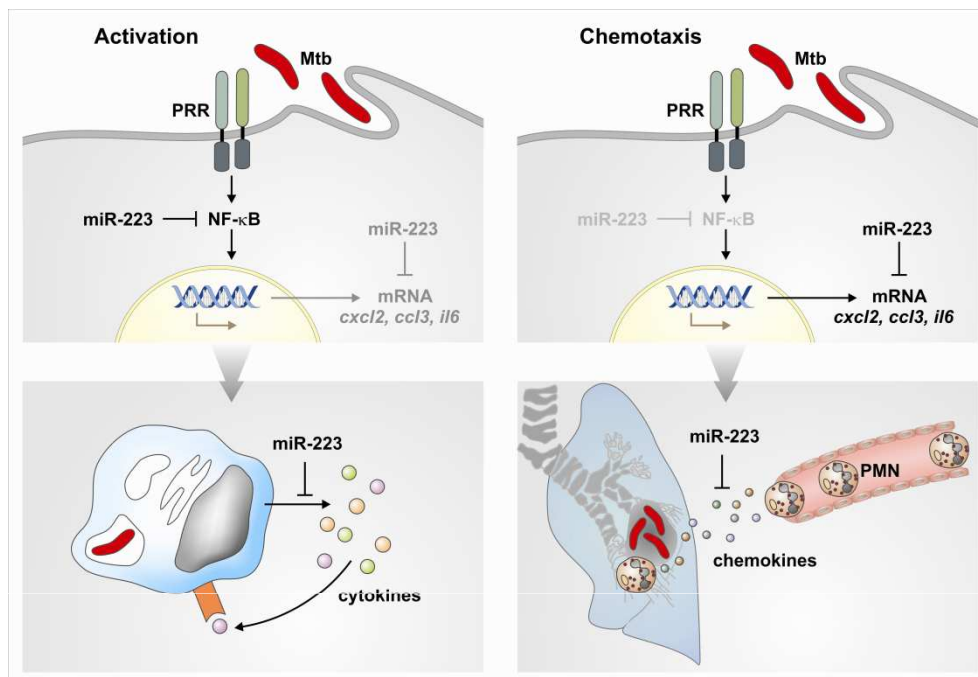 Activation
Mtb
PRR
miR-223
NF-κB
miR-223
mRNA
cxcl2, ccl3, il6
miR-223
cytokines
Chemotaxis
Mtb
PRR
miR-223
NF-κB
miR-223
mRNA
cxcl2, ccl3, il6
miR-223
PMN
chemokines